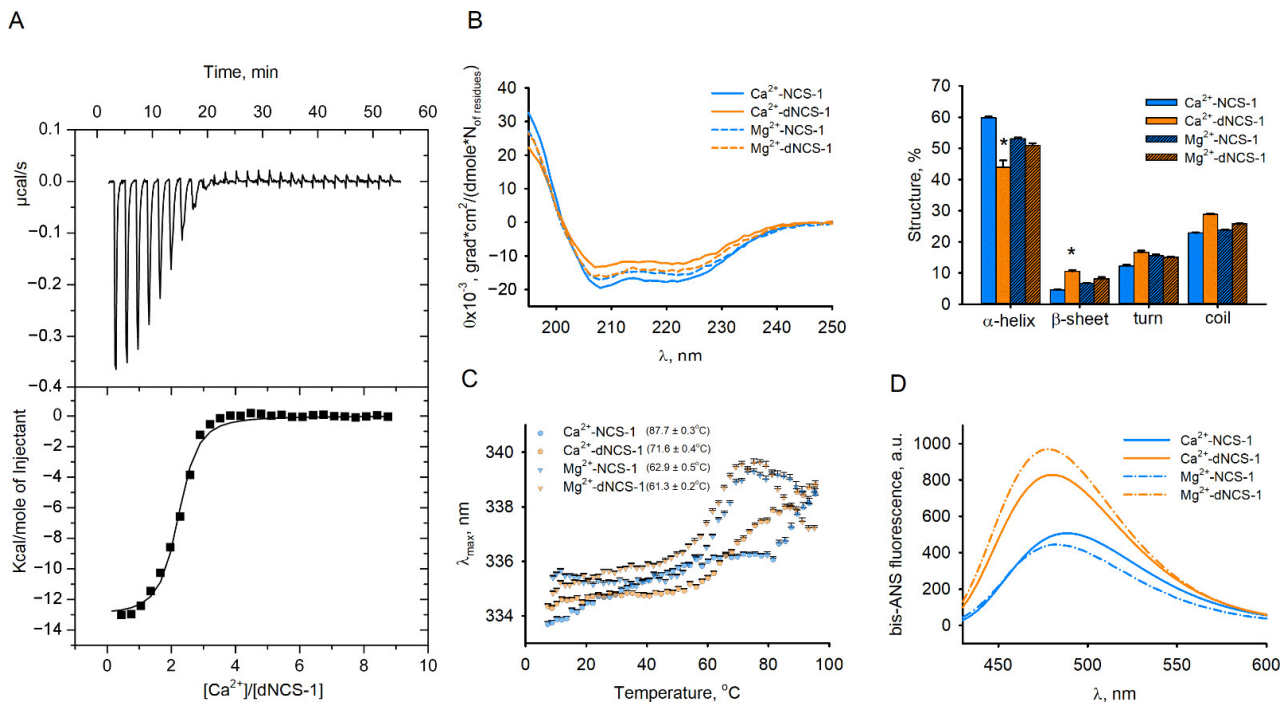 A
Time, min
0 10 20 30 40 50 60
0.1
0.0
−0.1
−0.2
−0.3
−0.4
µcal/s
0
−2
−4
−6
−8
−10
−12
−14
Kcal/mole of Injectant
0 2 4 6 8 10
[Ca²⁺]/[dNCS-1]
B
40
30
20
10
0
−10
−20
θx10⁻³, grad*cm²/(dmole*N of residues)
200 210 220 230 240 250
λ, nm
Ca²⁺-NCS-1
Ca²⁺-dNCS-1
Mg²⁺-NCS-1
Mg²⁺-dNCS-1
70
60
50
40
30
20
10
0
Structure, %
*
*
α-helix β-sheet turn coil
Ca²⁺-NCS-1
Ca²⁺-dNCS-1
Mg²⁺-NCS-1
Mg²⁺-dNCS-1
C
Ca²⁺-NCS-1 (87.7 ± 0.3°C)
Ca²⁺-dNCS-1 (71.6 ± 0.4°C)
Mg²⁺-NCS-1 (62.9 ± 0.5°C)
Mg²⁺-dNCS-1 (61.3 ± 0.2°C)
340
338
336
334
λmax, nm
0 20 40 60 80 100
Temperature, °C
D
1000
800
600
400
200
0
bis-ANS fluorescence, a.u.
450 500 550 600
λ, nm
Ca²⁺-NCS-1
Ca²⁺-dNCS-1
Mg²⁺-NCS-1
Mg²⁺-dNCS-1